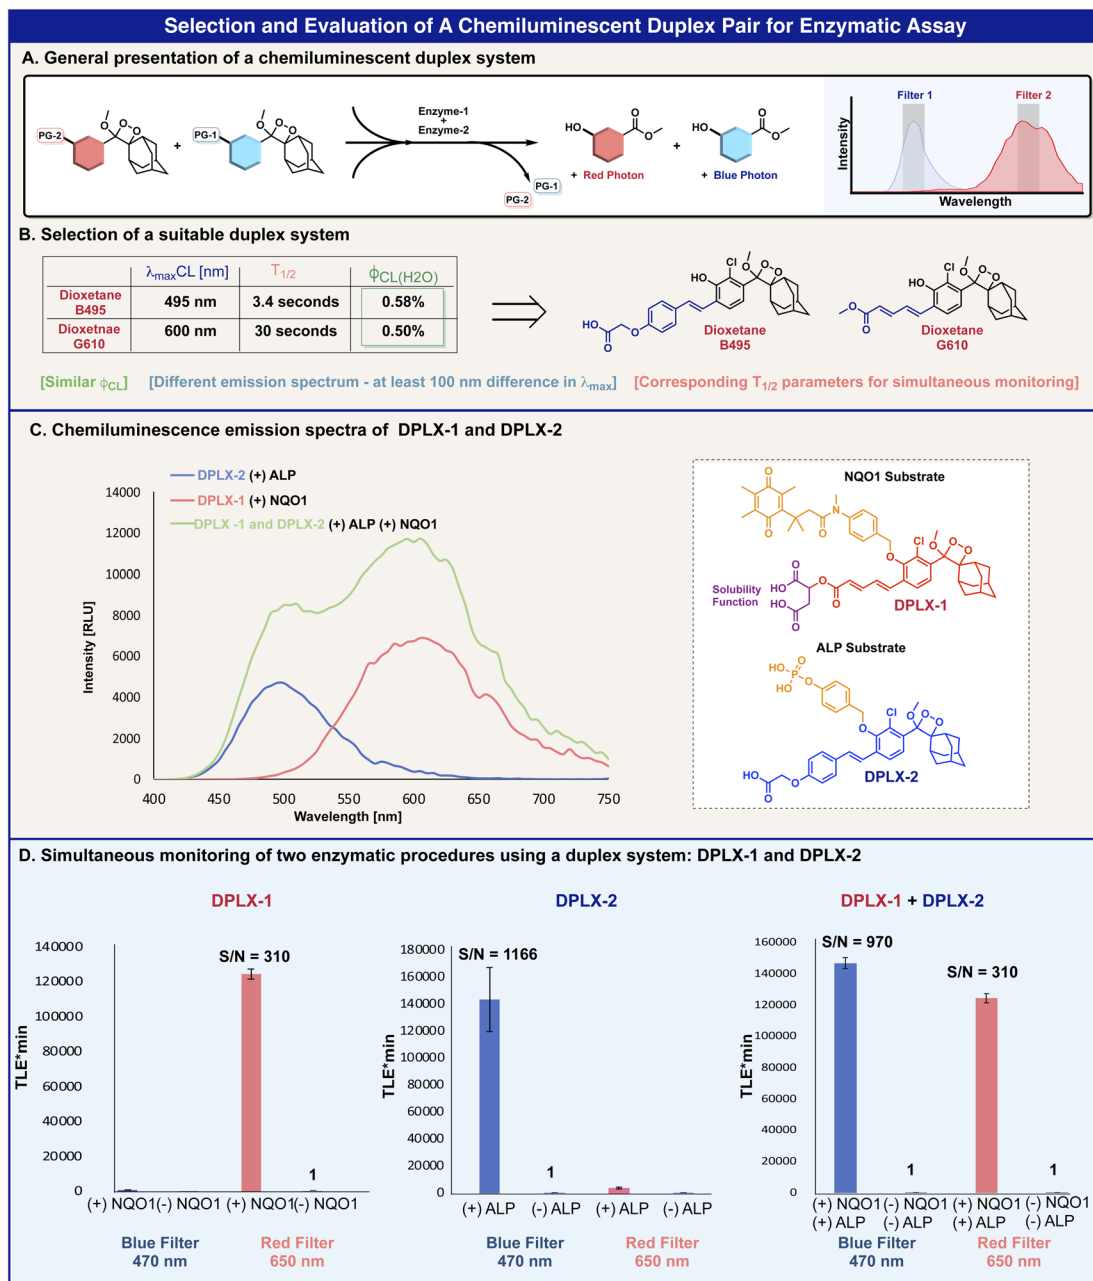 Selection and Evaluation of A Chemiluminescent Duplex Pair for Enzymatic Assay
A. General presentation of a chemiluminescent duplex system
PG-2
O
O
O
+
PG-1
O
O
O
Enzyme-1
+
Enzyme-2
PG-1
PG-2
HO
O
O
+ Red Photon
+
HO
O
O
+ Blue Photon
Filter 1
Filter 2
Intensity
Wavelength
B. Selection of a suitable duplex system
λmaxCL [nm] T1/2 ϕCL(H2O)
Dioxetane
B495
495 nm 3.4 seconds 0.58%
Dioxetnae
G610
600 nm 30 seconds 0.50%
HO
Cl
O
O
O
HO
O
O
Dioxetane
B495
HO
Cl
O
O
O
O
O
Dioxetane
G610
[Similar ϕCL] [Different emission spectrum - at least 100 nm difference in λmax] [Corresponding T1/2 parameters for simultaneous monitoring]
C. Chemiluminescence emission spectra of DPLX-1 and DPLX-2
DPLX-2 (+) ALP
DPLX-1 (+) NQO1
DPLX -1 and DPLX-2 (+) ALP (+) NQO1
Intensity [RLU]
14000
12000
10000
8000
6000
4000
2000
0
400 450 500 550 600 650 700 750
Wavelength [nm]
NQO1 Substrate
O
O
O
N
O
Cl
O
O
O
Solubility
Function
O
HO
HO
O
O
O
DPLX-1
ALP Substrate
HO
O
P
HO
O
O
Cl
O
O
O
HO
O
O
DPLX-2
D. Simultaneous monitoring of two enzymatic procedures using a duplex system: DPLX-1 and DPLX-2
DPLX-1
TLE*min
140000
120000
100000
80000
60000
40000
20000
0
S/N = 310
1
(+) NQO1 (-) NQO1 (+) NQO1 (-) NQO1
Blue Filter
470 nm
Red Filter
650 nm
DPLX-2
TLE*min
180000
160000
140000
120000
100000
80000
60000
40000
20000
0
S/N = 1166
1
(+) ALP (-) ALP (+) ALP (-) ALP
Blue Filter
470 nm
Red Filter
650 nm
DPLX-1 + DPLX-2
TLE*min
160000
140000
120000
100000
80000
60000
40000
20000
0
S/N = 970
S/N = 310
1
1
(+) NQO1 (-) NQO1 (+) NQO1 (-) NQO1
(+) ALP (-) ALP (+) ALP (-) ALP
Blue Filter
470 nm
Red Filter
650 nm